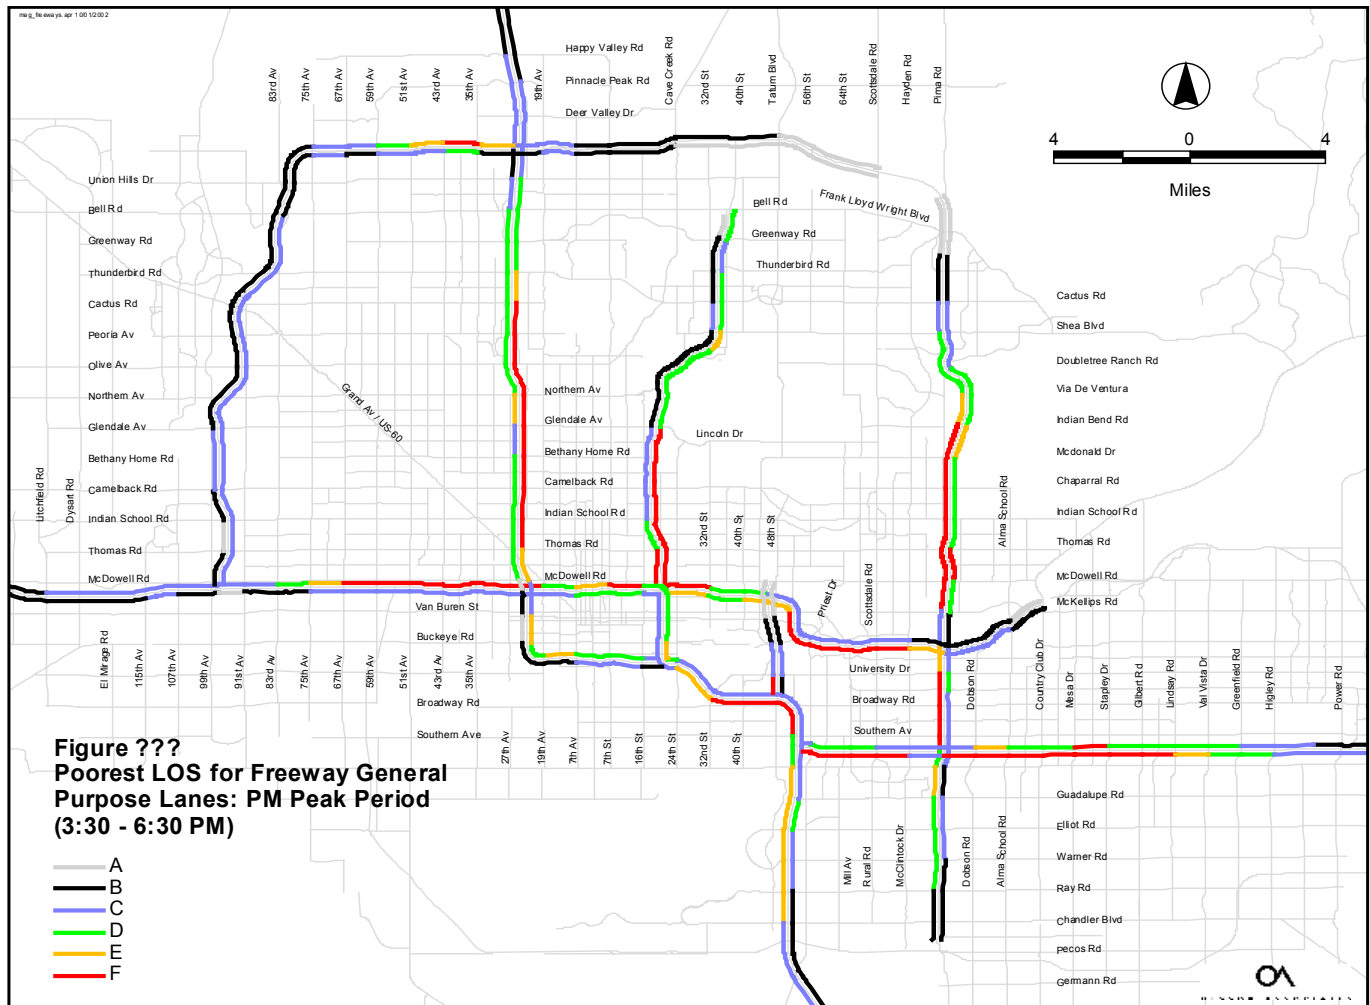 mag_freeways.apr 10/01/2002
Happy Valley Rd
Pinnacle Peak Rd
Deer Valley Dr
83rd Av
75th Av
67th Av
59th Av
51st Av
43rd Av
35th Av
19th Av
Cave Creek Rd
32nd St
40th St
Tatum Blvd
56th St
64th St
Scottsdale Rd
Hayden Rd
Pima Rd
4
0
4
Miles
Union Hills Dr
Bell Rd
Greenway Rd
Thunderbird Rd
Cactus Rd
Peoria Av
Olive Av
Northern Av
Glendale Av
Bethany Home Rd
Camelback Rd
Indian School Rd
Thomas Rd
McDowell Rd
Litchfield Rd
Dysart Rd
Grand Av / US-60
Bell Rd
Greenway Rd
Thunderbird Rd
Frank Lloyd Wright Blvd
Northern Av
Glendale Av
Bethany Home Rd
Camelback Rd
Indian School Rd
Thomas Rd
McDowell Rd
Lincoln Dr
32nd St
40th St
48th St
Priest Dr
Scottsdale Rd
Alma School Rd
Cactus Rd
Shea Blvd
Doubletree Ranch Rd
Via De Ventura
Indian Bend Rd
Mcdonald Dr
Chaparral Rd
Indian School Rd
Thomas Rd
McDowell Rd
McKellips Rd
Van Buren St
Buckeye Rd
Broadway Rd
Southern Ave
El Mirage Rd
115th Av
107th Av
99th Av
91st Av
83rd Av
75th Av
67th Av
59th Av
51st Av
43rd Av
35th Av
27th Av
19th Av
7th Av
7th St
16th St
24th St
32nd St
40th St
University Dr
Broadway Rd
Southern Av
Dobson Rd
Country Club Dr
Mesa Dr
Stapley Dr
Gilbert Rd
Lindsay Rd
Val Vista Dr
Greenfield Rd
Higley Rd
Power Rd
Mill Av
Rural Rd
McClintock Dr
Dobson Rd
Alma School Rd
Guadalupe Rd
Elliot Rd
Warner Rd
Ray Rd
Chandler Blvd
Pecos Rd
Germann Rd
Figure ???
Poorest LOS for Freeway General
Purpose Lanes: PM Peak Period
(3:30 - 6:30 PM)
A
B
C
D
E
F